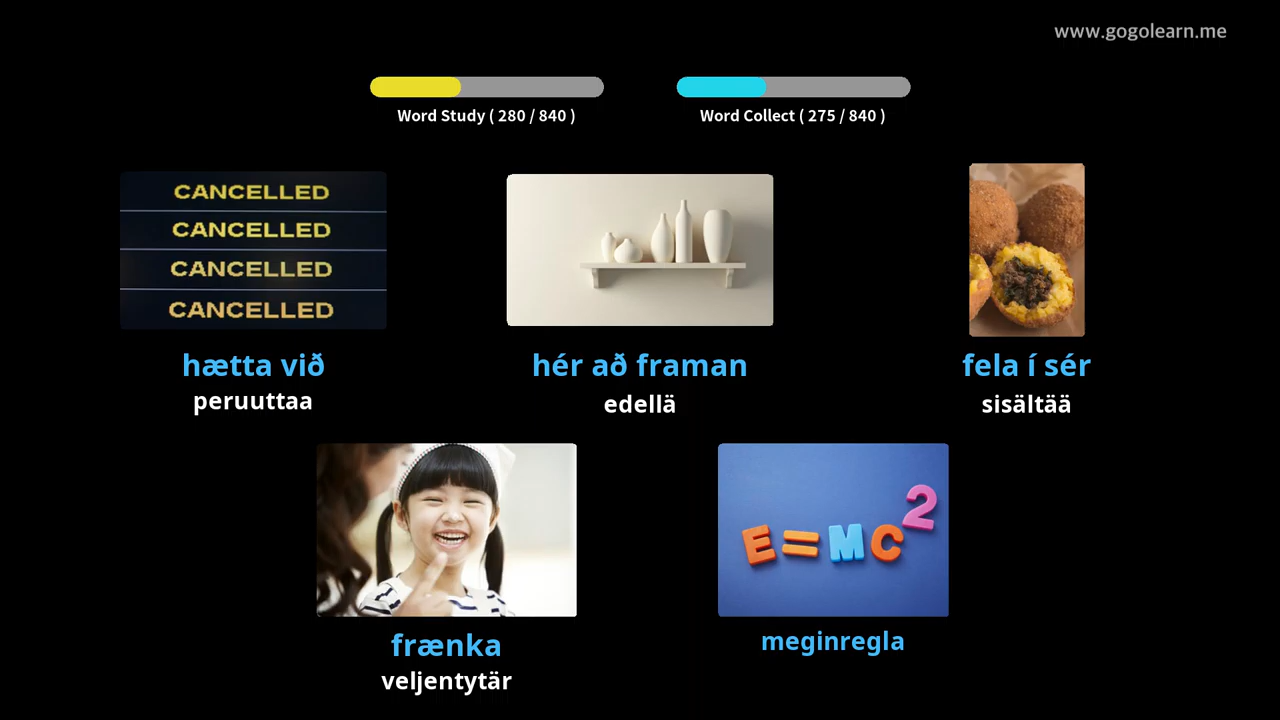 www.gogolearn.me
Word Study ( 280 / 840 )
Word Collect ( 275 / 840 )
CANCELLED
CANCELLED
CANCELLED
CANCELLED
hætta við
peruuttaa
hér að framan
edellä
fela í sér
sisältää
E=MC2
frænka
veljentytär
meginregla